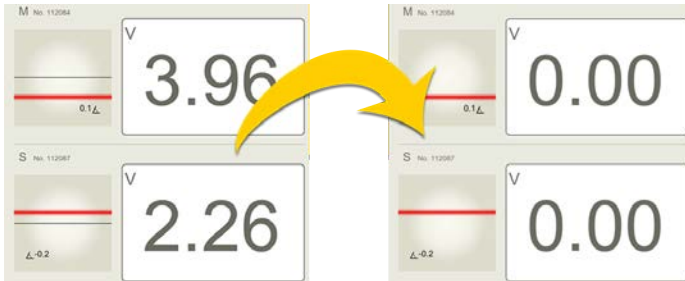 M No. 112084
V
3.96
0.1∡
S No. 112087
V
2.26
∡-0.2
M No. 112084
V
0.00
0.1∡
S No. 112087
V
0.00
∡-0.2